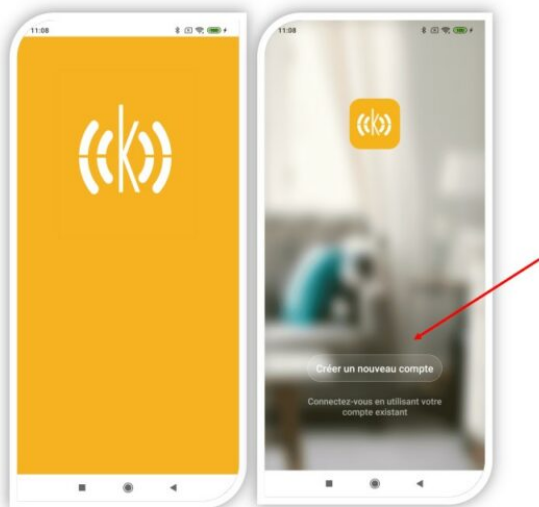 11:08
((k))
11:08
((k))
Créer un nouveau compte
Connectez-vous en utilisant votre
compte existant